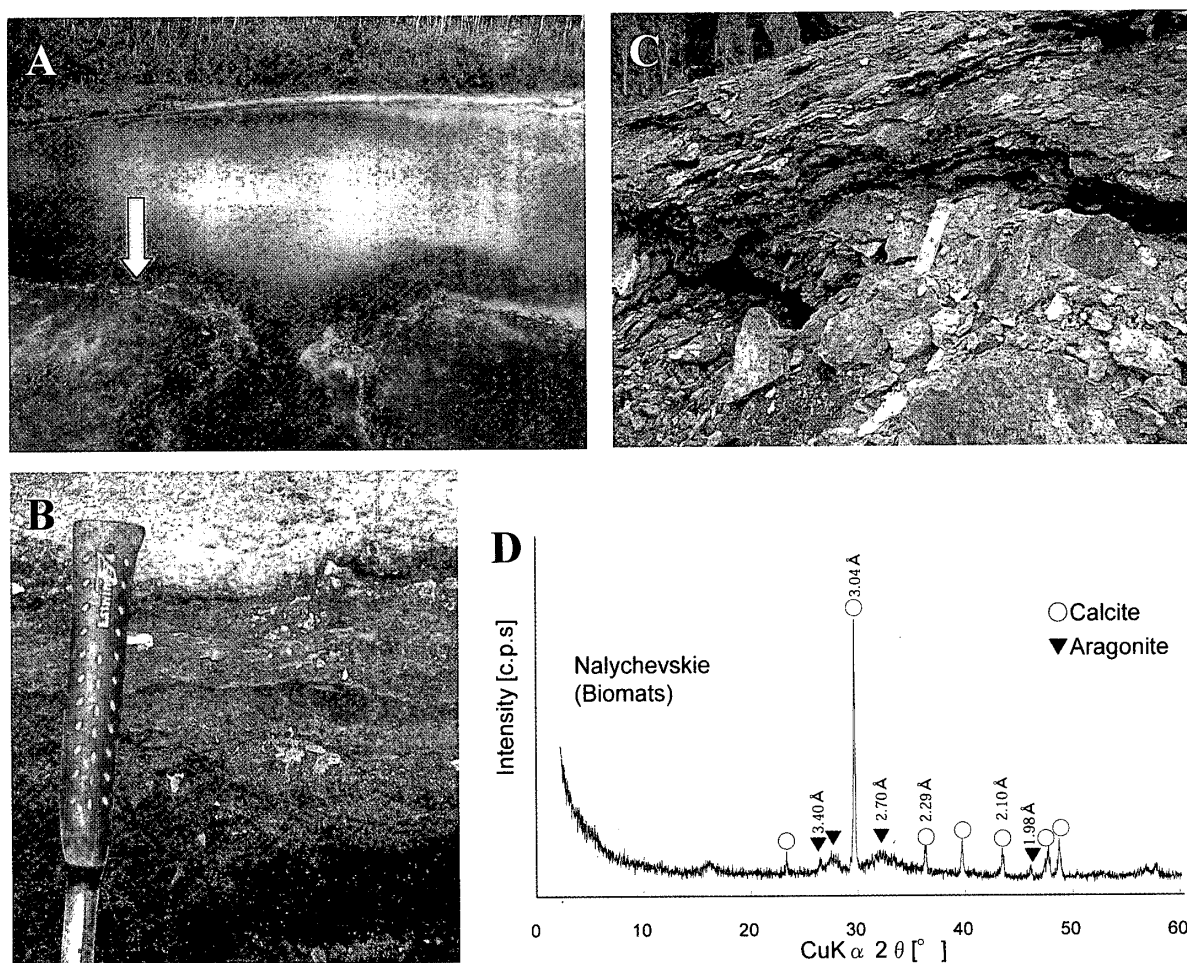 A
C
B
D
Nalychevskie
(Biomats)
Intensity [c.p.s]
○Calcite
▼Aragonite
3.40 Å
3.04 Å
2.70 Å
2.29 Å
2.10 Å
1.98 Å
0
10
20
30
40
50
60
CuK α 2 θ [° ]